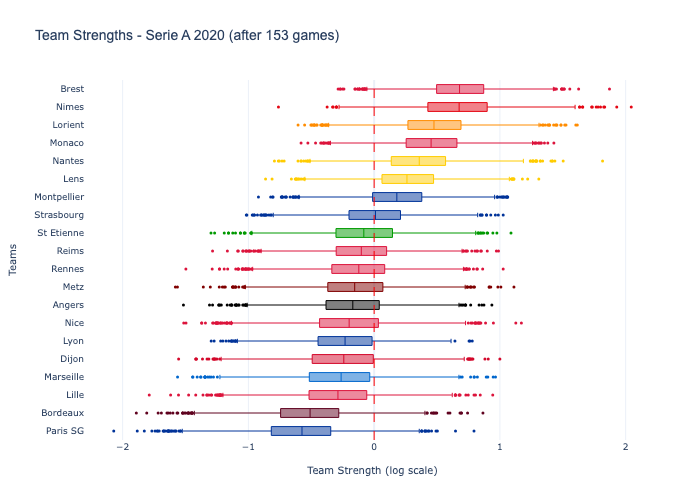 Team Strengths - Serie A 2020 (after 153 games)
Brest
Nimes
Lorient
Monaco
Nantes
Lens
Montpellier
Strasbourg
St Etienne
Reims
Rennes
Metz
Angers
Nice
Lyon
Dijon
Marseille
Lille
Bordeaux
Paris SG
Teams
−2 −1 0 1 2
Team Strength (log scale)